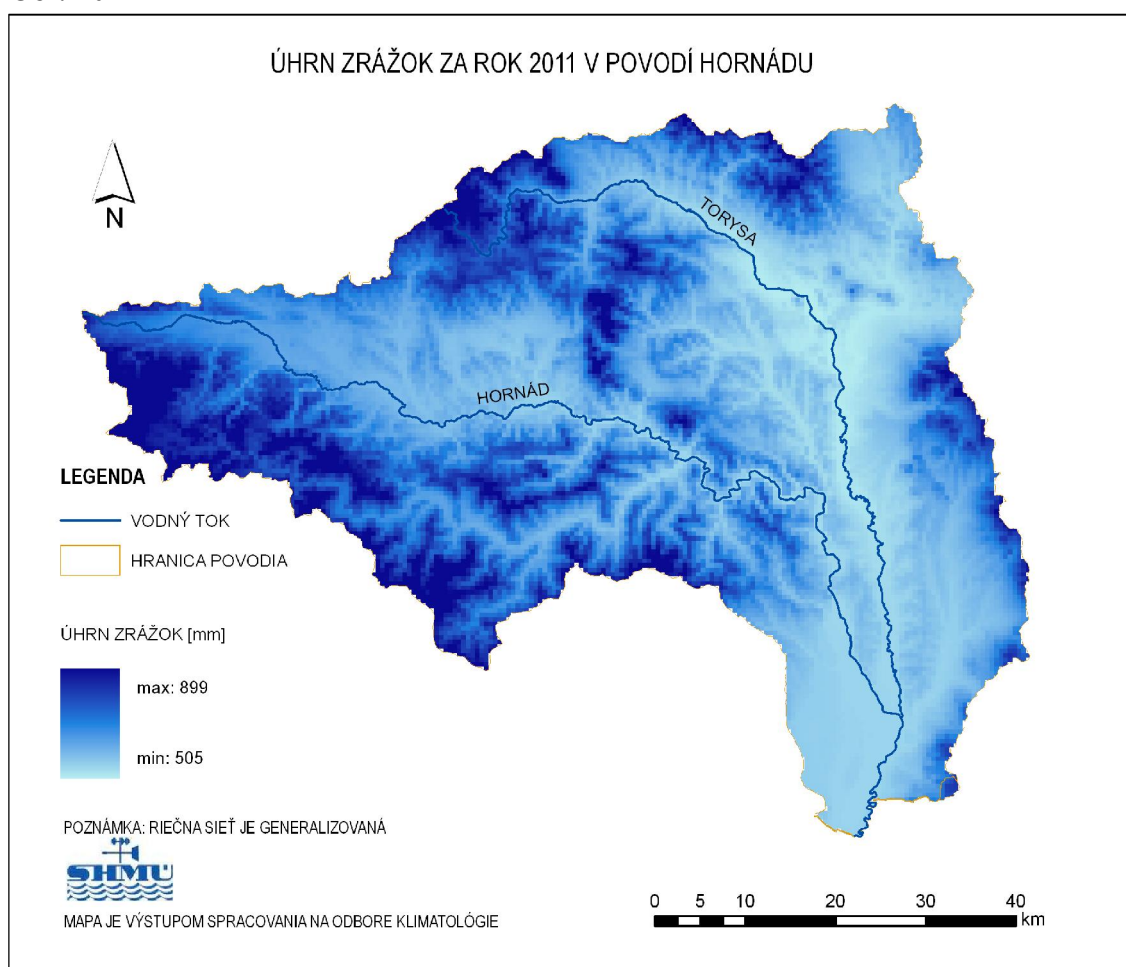 ÚHRN ZRÁŽOK ZA ROK 2011 V POVODÍ HORNÁDU
N
TORYSA
HORNÁD
LEGENDA
VODNÝ TOK
HRANICA POVODIA
ÚHRN ZRÁŽOK [mm]
max: 899
min: 505
POZNÁMKA: RIEČNA SIEŤ JE GENERALIZOVANÁ
SHMÚ
MAPA JE VÝSTUPOM SPRACOVANIA NA ODBORE KLIMATOLÓGIE
0 5 10 20 30 40
km